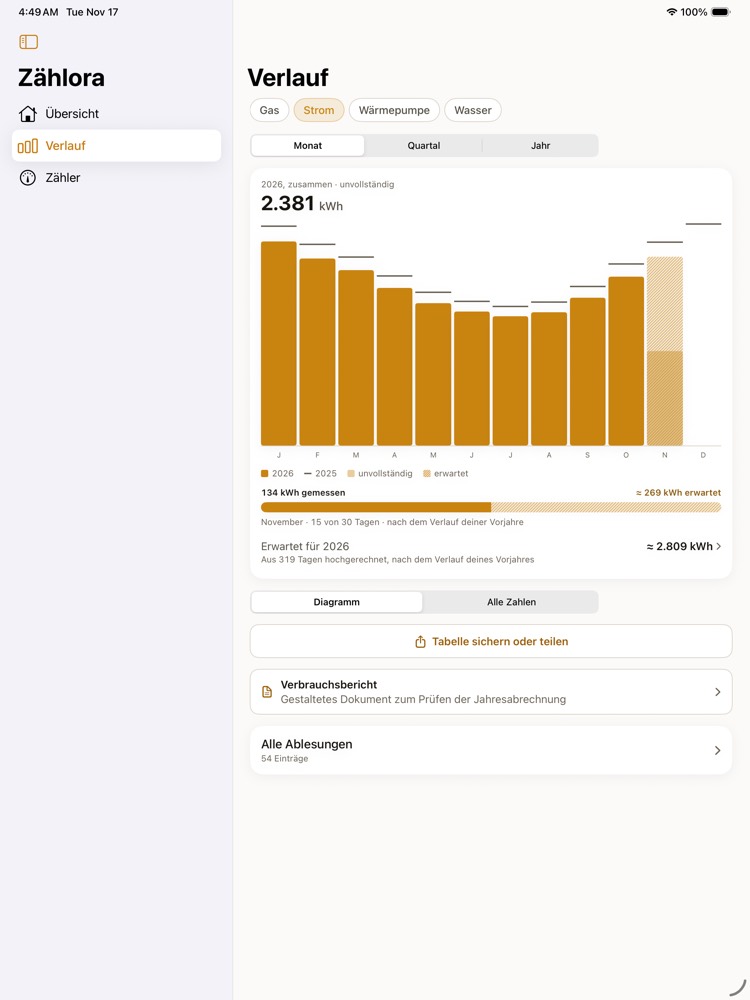 4:49 AM Tue Nov 17
100%
Zählora
Übersicht
Verlauf
Zähler
Verlauf
Gas
Strom
Wärmepumpe
Wasser
Monat
Quartal
Jahr
2026, zusammen · unvollständig
2.381 kWh
J F M A M J J A S O N D
2026 2025 unvollständig erwartet
134 kWh gemessen
≈ 269 kWh erwartet
November · 15 von 30 Tagen · nach dem Verlauf deiner Vorjahre
Erwartet für 2026
≈ 2.809 kWh
Aus 319 Tagen hochgerechnet, nach dem Verlauf deines Vorjahres
Diagramm
Alle Zahlen
Tabelle sichern oder teilen
Verbrauchsbericht
Gestaltetes Dokument zum Prüfen der Jahresabrechnung
Alle Ablesungen
54 Einträge